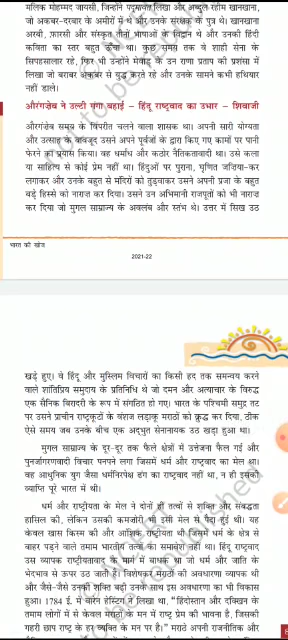 मलिक मोहम्मद जायसी, जिन्होंने पद्मावत लिखा और अब्दुल रहीम खानखाना,
जो अकबर-दरबार के अमीरों में थे और उनके संरक्षक के पुत्र थे। खानखाना
अरबी, फ़ारसी और संस्कृत तीनों भाषाओं के विद्वान थे और उनकी हिंदी
कविता का स्तर बहुत ऊँचा था। कुछ समय तक वे शाही सेना के
सिपहसालार रहे, फिर भी उन्होंने मेवाड़ के उन राणा प्रताप की प्रशंसा में
लिखा जो बराबर अकबर से युद्ध करते रहे और उनके सामने कभी हथियार
नहीं डाले।
औरंगज़ेब ने उल्टी गंगा बहाई – हिंदू राष्ट्रवाद का उभार – शिवाजी
औरंगज़ेब समय के विपरीत चलने वाला शासक था। अपनी सारी योग्यता
और उत्साह के बावजूद उसने अपने पूर्वजों के द्वारा किए गए कामों पर पानी
फेरने का प्रयास किया। वह धर्मांध और कठोर नैतिकतावादी था। उसे कला
या साहित्य से कोई प्रेम नहीं था। हिंदुओं पर पुराना, घृणित जज़िया-कर
लगाकर और उनके बहुत से मंदिरों को तुड़वाकर उसने अपनी प्रजा के बहुत
बड़े हिस्से को नाराज़ कर दिया। उसने उन अभिमानी राजपूतों को भी नाराज़
कर दिया जो मुगल साम्राज्य के अवलंब और स्तंभ थे। उत्तर में सिख उठ
भारत की खोज
2021-22
खड़े हुए। वे हिंदू और मुस्लिम विचारों का किसी हद तक समन्वय करने
वाले शांतिप्रिय समुदाय के प्रतिनिधि थे जो दमन और अत्याचार के विरुद्ध
एक सैनिक बिरादरी के रूप में संगठित हो गए। भारत के पश्चिमी समुद्र तट
पर उसने प्राचीन राष्ट्रकूटों के वंशज लड़ाकू मराठों को क्रुद्ध कर दिया, ठीक
ऐसे समय जब उनके बीच एक अद्भुत सेनानायक उठ खड़ा हुआ था।
मुगल साम्राज्य के दूर-दूर तक फैले क्षेत्रों में उत्तेजना फैल गई और
पुनर्जागरणवादी विचार पनपने लगा जिसमें धर्म और राष्ट्रवाद का मेल था।
वह आधुनिक युग जैसा धर्मनिरपेक्ष ढंग का राष्ट्रवाद नहीं था, न ही इसकी
व्याप्ति पूरे भारत में थी।
धर्म और राष्ट्रीयता के मेल ने दोनों ही तत्वों से शक्ति और संबद्धता
हासिल की, लेकिन उसकी कमज़ोरी भी इसी मेल से पैदा हुई थी। यह
केवल खास किस्म की और आंशिक राष्ट्रीयता थी जिसमें धर्म के क्षेत्र से
बाहर पड़ने वाले तमाम भारतीय तत्वों का समावेश नहीं था। हिंदू राष्ट्रवाद
उस व्यापक राष्ट्रीयतावाद के मार्ग में बाधक था जो धर्म और जाति के
भेदभाव से ऊपर उठ जाती है। विशेषकर मराठों की अवधारणा व्यापक थी
और जैसे-जैसे उनकी शक्ति बढ़ी उनके साथ इस अवधारणा का भी विकास
हुआ। 1784 ई. में वारेन हेस्टिंग ने लिखा था, "हिंदोस्तान और दक्खिन के
तमाम लोगों में से केवल मराठों के मन में राष्ट्र प्रेम की भावना है, जिसकी
गहरी छाप राष्ट्र के हर व्यक्ति के मन पर है।" मराठे अपनी राजनीतिक और